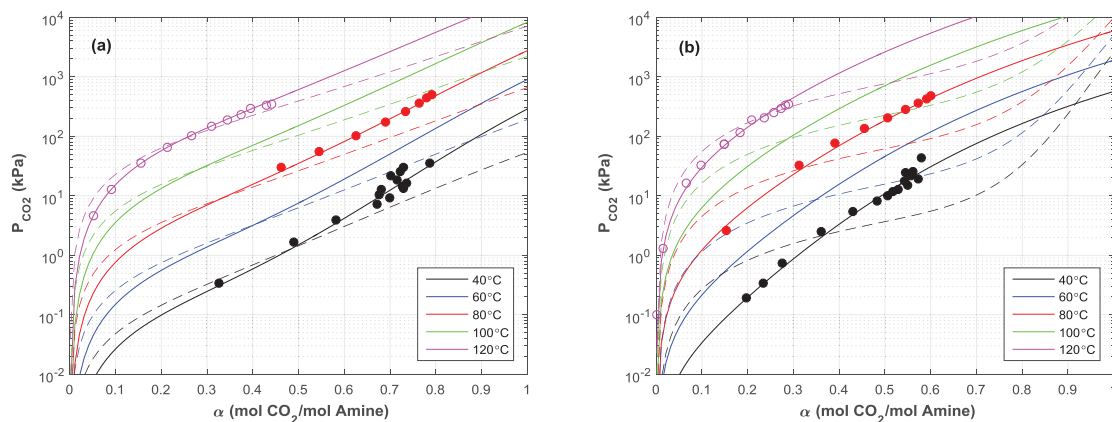 (a)
10^4
10^3
10^2
10^1
10^0
10^-1
10^-2
P_CO2 (kPa)
0 0.1 0.2 0.3 0.4 0.5 0.6 0.7 0.8 0.9 1
α (mol CO_2/mol Amine)
40°C
60°C
80°C
100°C
120°C
(b)
10^4
10^3
10^2
10^1
10^0
10^-1
10^-2
P_CO2 (kPa)
0 0.1 0.2 0.3 0.4 0.5 0.6 0.7 0.8 0.9 1
α (mol CO_2/mol Amine)
40°C
60°C
80°C
100°C
120°C